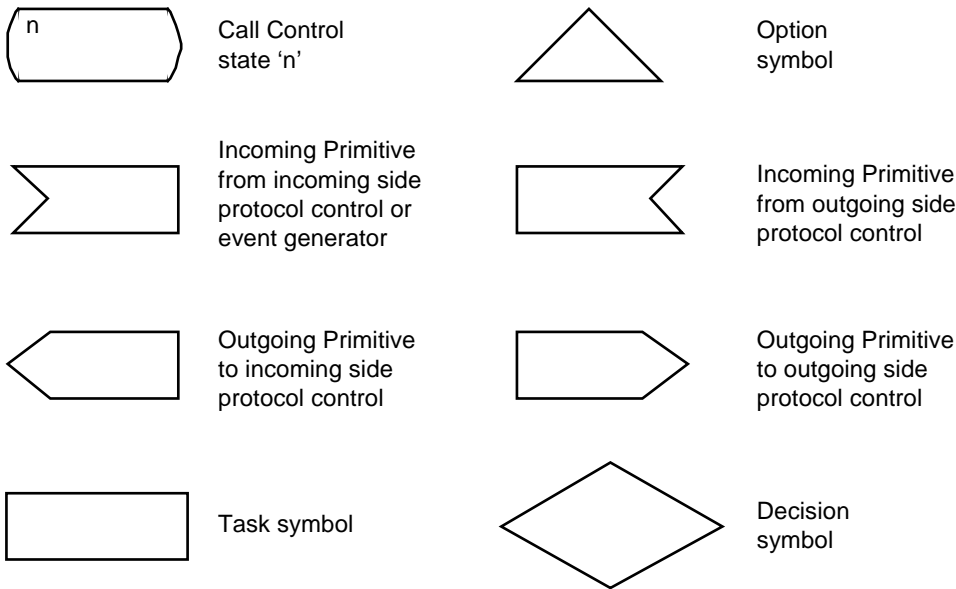 n
Call Control
state ‘n’
Option
symbol
Incoming Primitive
from incoming side
protocol control or
event generator
Incoming Primitive
from outgoing side
protocol control
Outgoing Primitive
to incoming side
protocol control
Outgoing Primitive
to outgoing side
protocol control
Task symbol
Decision
symbol